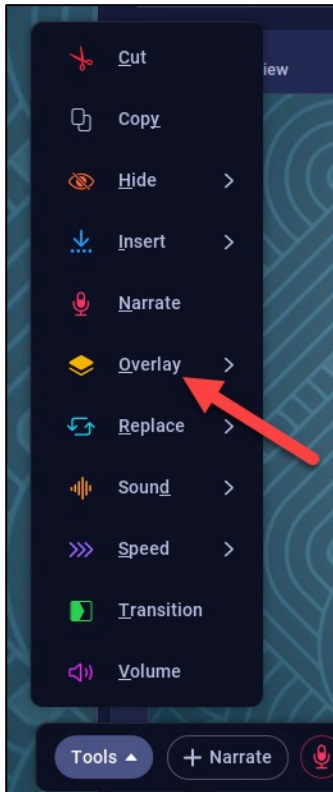 Cut
iew
Copy
Hide
Insert
Narrate
Overlay
Replace
Sound
Speed
Transition
Volume
Tools
+ Narrate